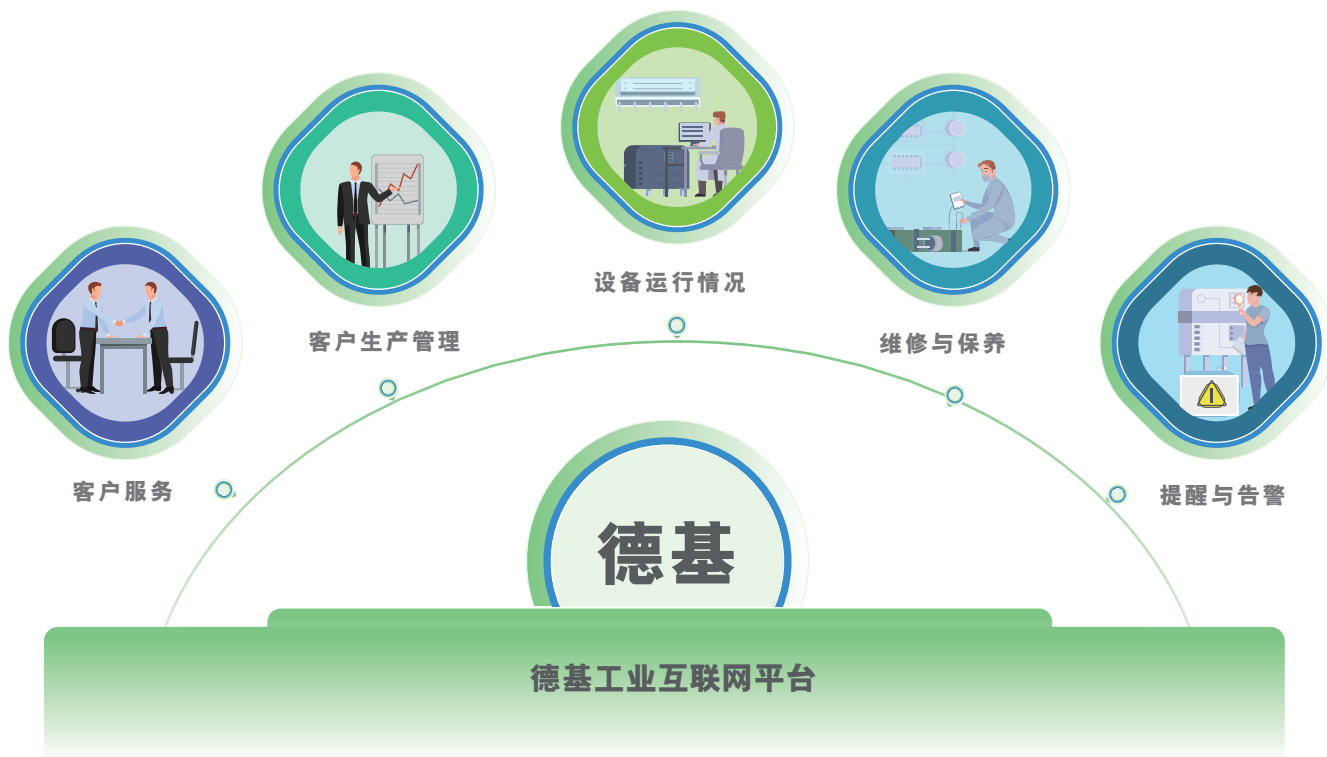 设备运行情况
客户生产管理
维修与保养
客户服务
提醒与告警
德基
德基工业互联网平台